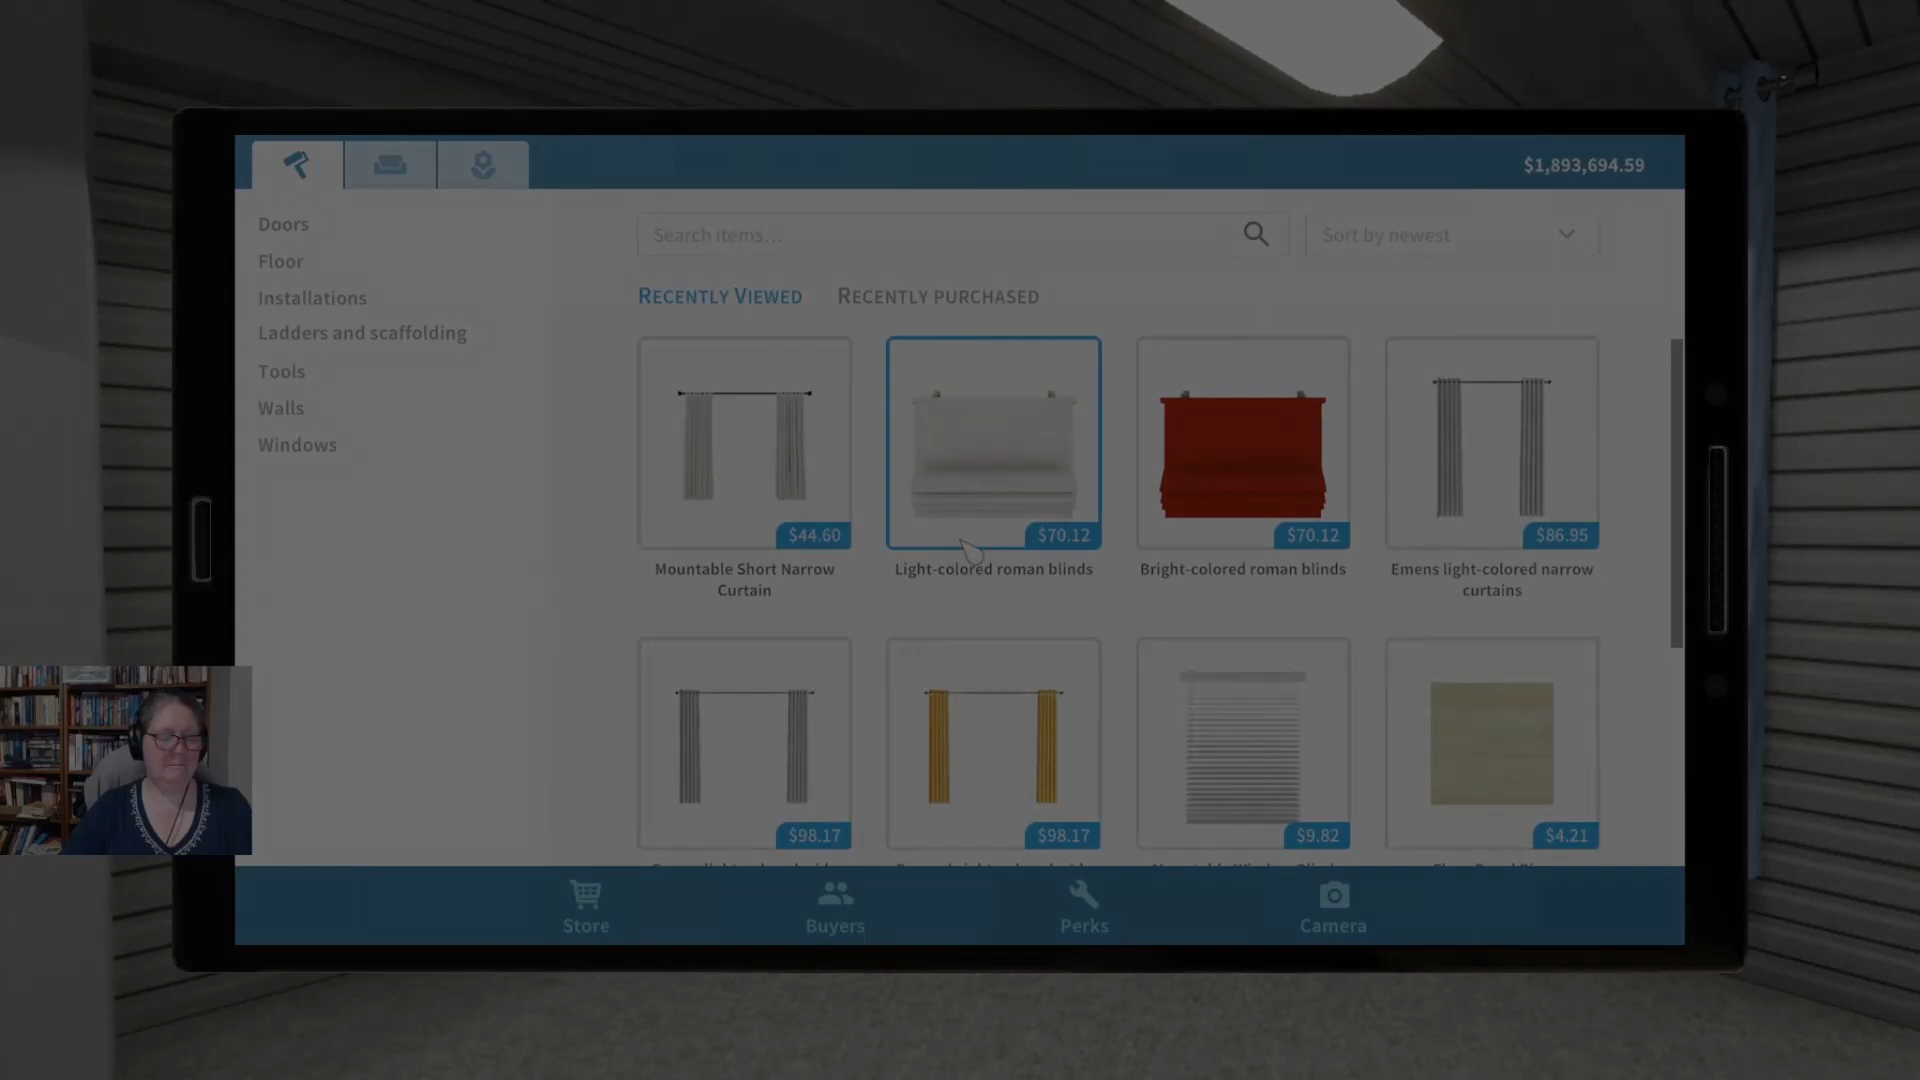 $1,893,694.59
Doors
Floor
Installations
Ladders and scaffolding
Tools
Walls
Windows
Search items...
Sort by newest
RECENTLY VIEWED
RECENTLY PURCHASED
$44.60
$70.12
$70.12
$86.95
Mountable Short Narrow
Curtain
Light-colored roman blinds
Bright-colored roman blinds
Emens light-colored narrow
curtains
$98.17
$98.17
$9.82
$4.21
Store
Buyers
Perks
Camera